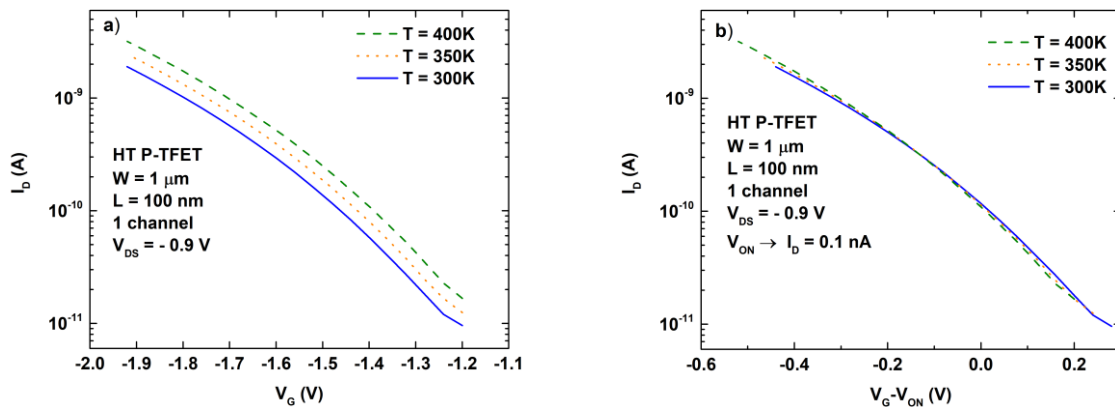 a)
T = 400K
T = 350K
T = 300K
HT P-TFET
W = 1 μm
L = 100 nm
1 channel
V_DS = - 0.9 V
I_D (A)
10^-9
10^-10
10^-11
-2.0 -1.9 -1.8 -1.7 -1.6 -1.5 -1.4 -1.3 -1.2 -1.1
V_G (V)
b)
T = 400K
T = 350K
T = 300K
HT P-TFET
W = 1 μm
L = 100 nm
1 channel
V_DS = - 0.9 V
V_ON → I_D = 0.1 nA
I_D (A)
10^-9
10^-10
10^-11
-0.6 -0.4 -0.2 0.0 0.2
V_G-V_ON (V)